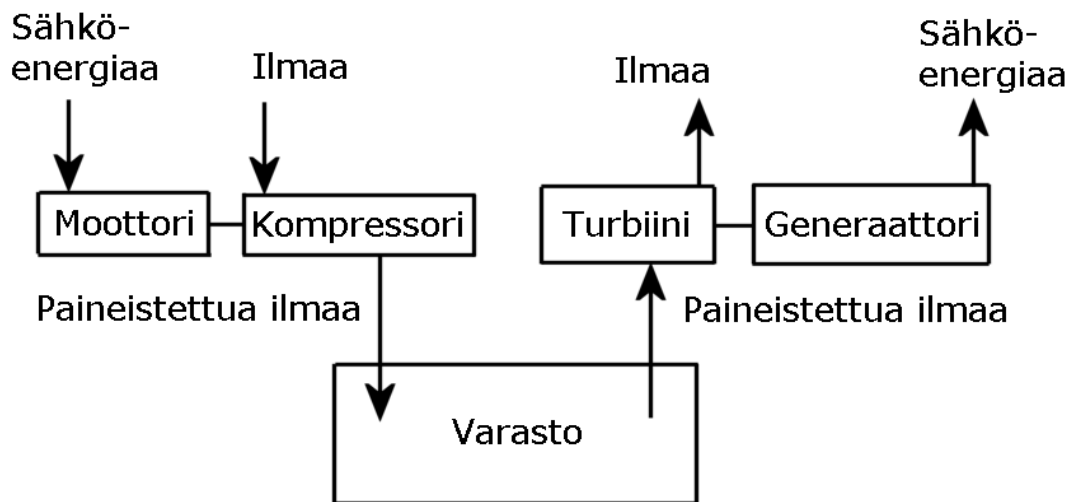 Sähkö-
energiaa
Ilmaa
Ilmaa
Sähkö-
energiaa
Moottori
Kompressori
Turbiini
Generaattori
Paineistettua ilmaa
Paineistettua ilmaa
Varasto